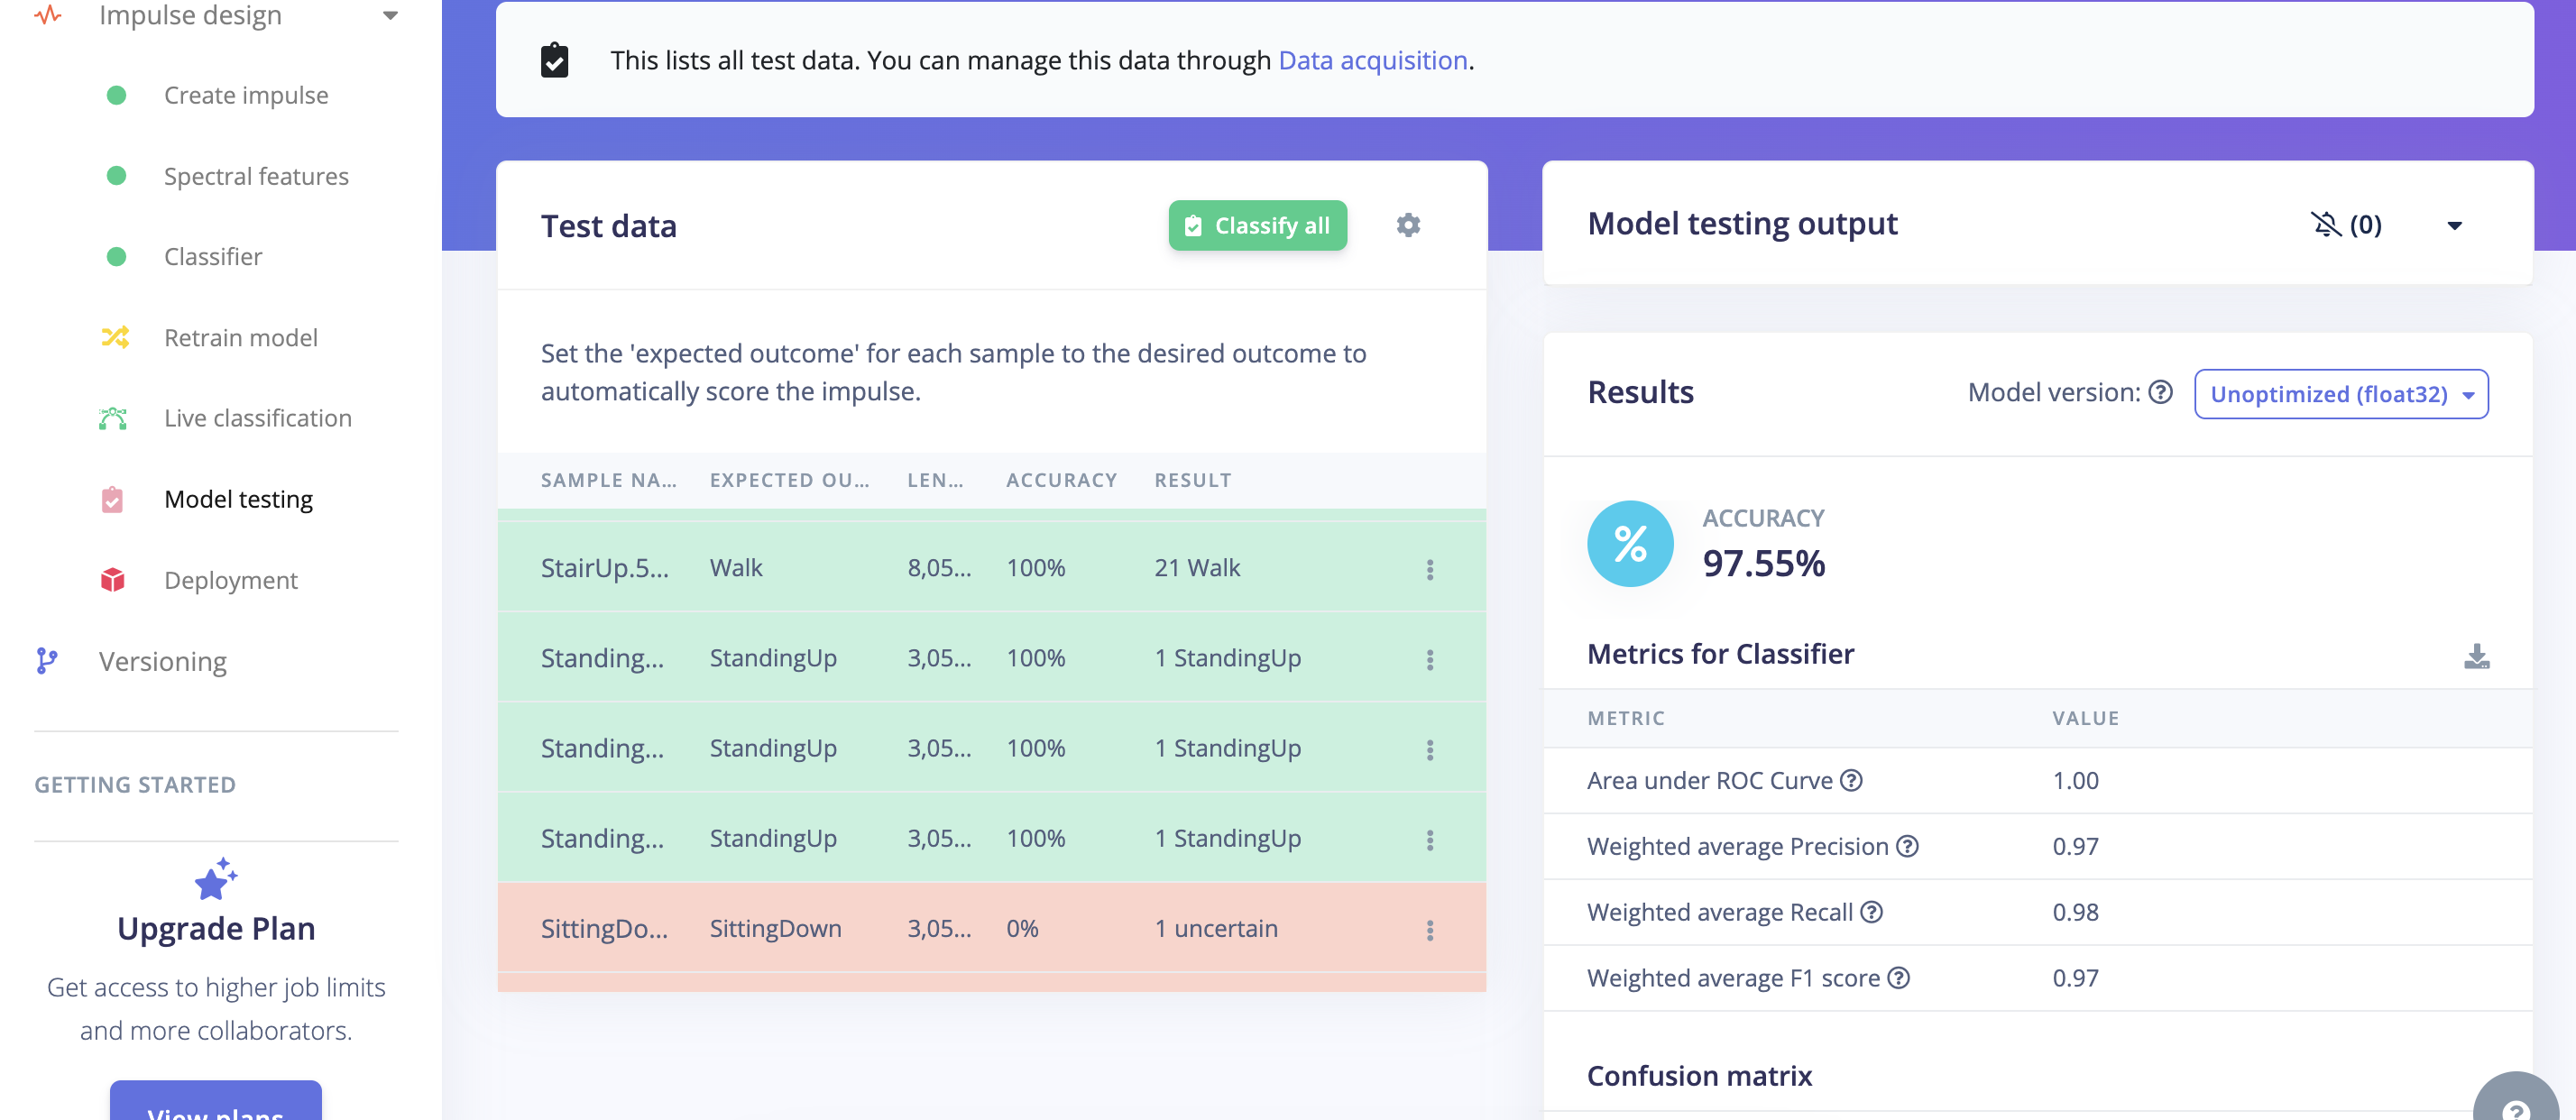 Impulse design
Create impulse
Spectral features
Classifier
Retrain model
Live classification
Model testing
Deployment
Versioning
GETTING STARTED
Upgrade Plan
Get access to higher job limits
and more collaborators.
View plans
This lists all test data. You can manage this data through Data acquisition.
Test data
Classify all
Set the 'expected outcome' for each sample to the desired outcome to
automatically score the impulse.
SAMPLE NA... EXPECTED OU... LEN... ACCURACY RESULT
StairUp.5... Walk 8,05... 100% 21 Walk
Standing... StandingUp 3,05... 100% 1 StandingUp
Standing... StandingUp 3,05... 100% 1 StandingUp
Standing... StandingUp 3,05... 100% 1 StandingUp
SittingDo... SittingDown 3,05... 0% 1 uncertain
Model testing output
(0)
Results
Model version: ? Unoptimized (float32)
%
ACCURACY
97.55%
Metrics for Classifier
METRIC VALUE
Area under ROC Curve ? 1.00
Weighted average Precision ? 0.97
Weighted average Recall ? 0.98
Weighted average F1 score ? 0.97
Confusion matrix
?